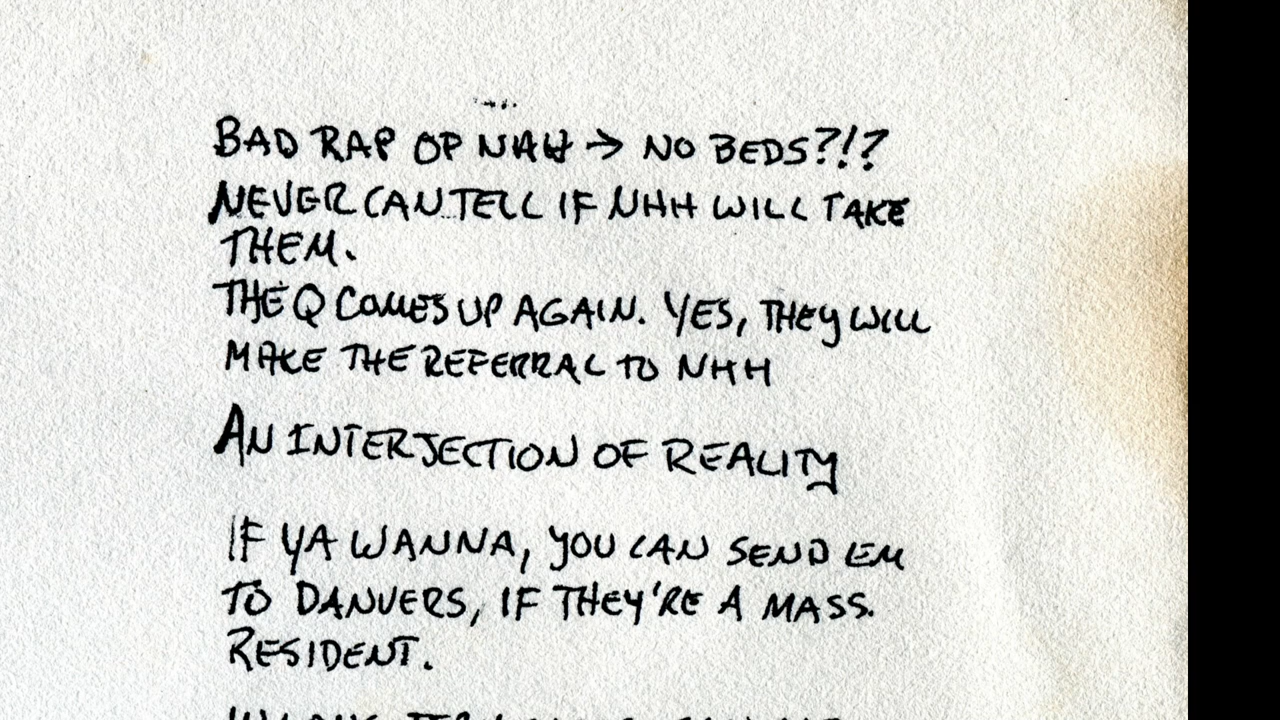 BAD RAP OF NHH → NO BEDS?!?
NEVER CAN TELL IF NHH WILL TAKE
THEM.
THE Q COMES UP AGAIN. YES, THEY WILL
MAKE THE REFERRAL TO NHH
AN INTERJECTION OF REALITY
IF YA WANNA, YOU CAN SEND EM
TO DANVERS, IF THEY'RE A MASS.
RESIDENT.